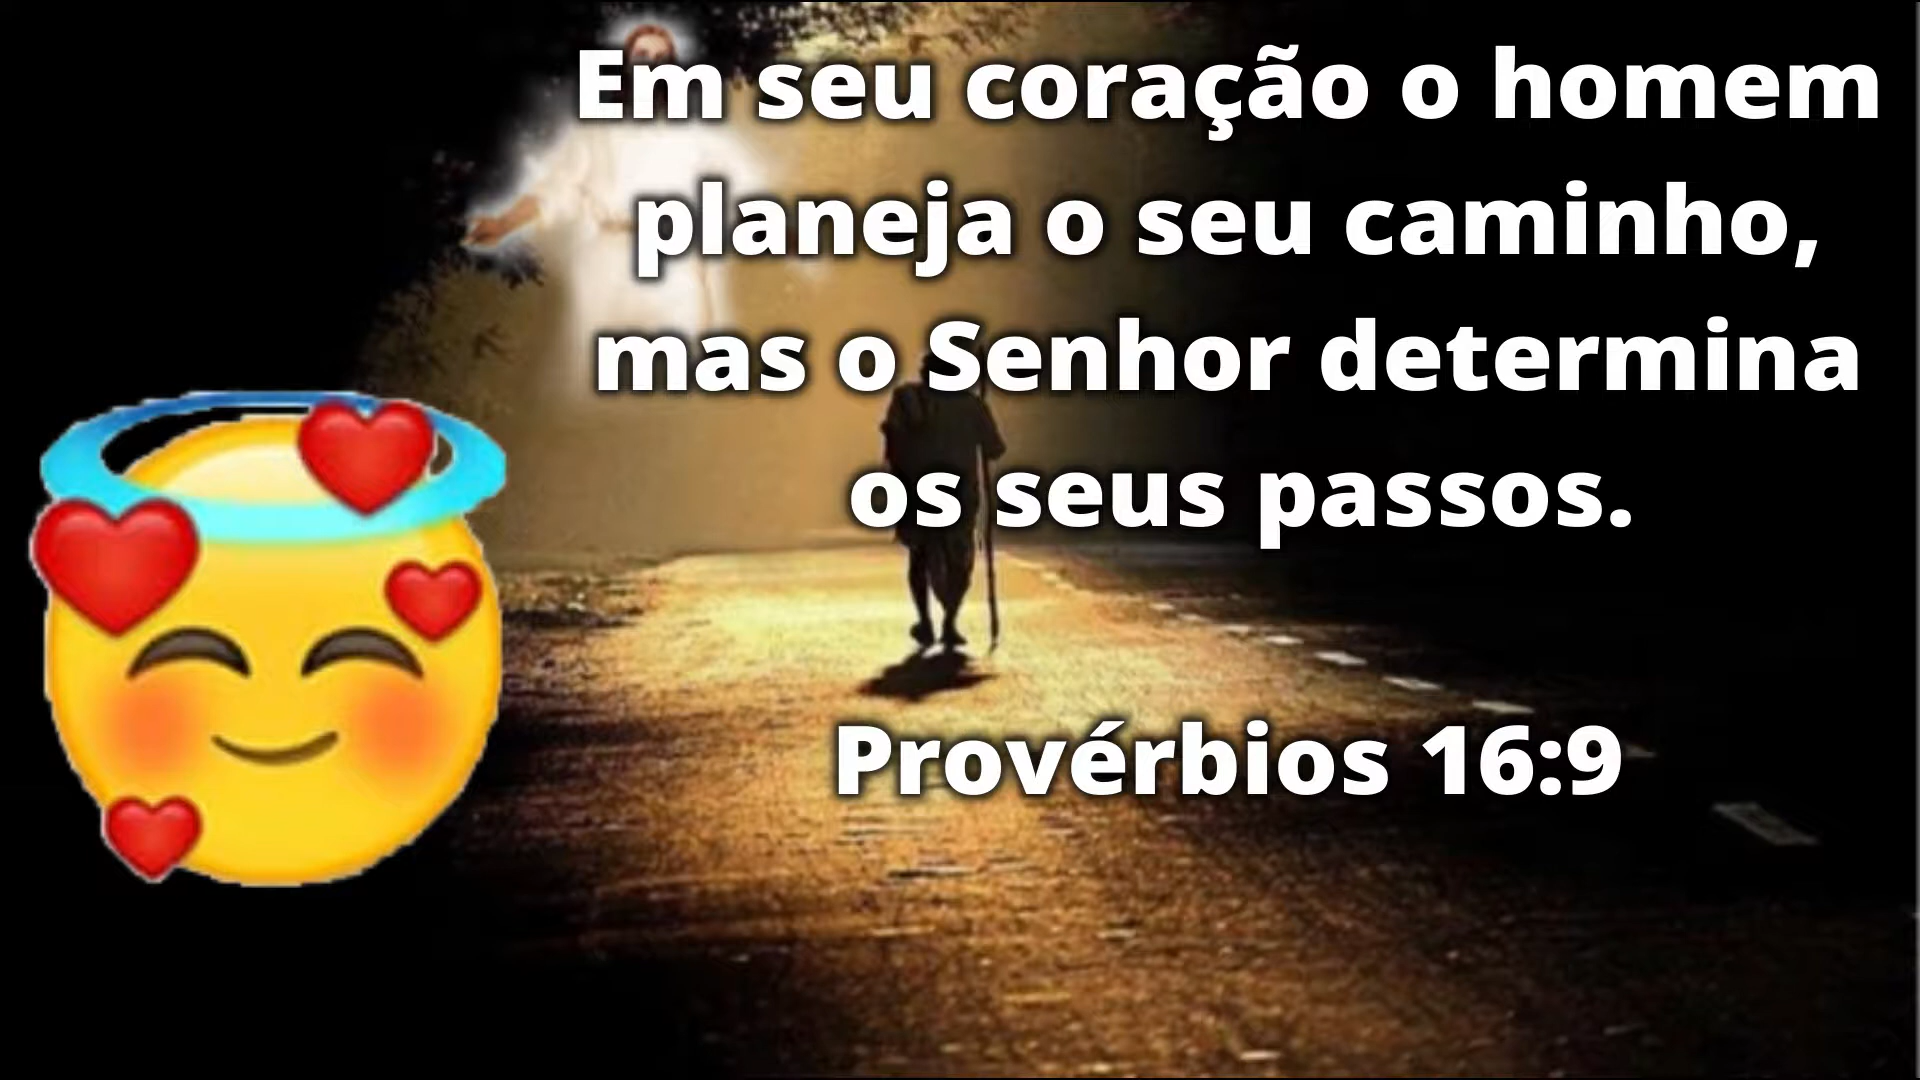 Em seu coração o homem
planeja o seu caminho,
mas o Senhor determina
os seus passos.
Provérbios 16:9